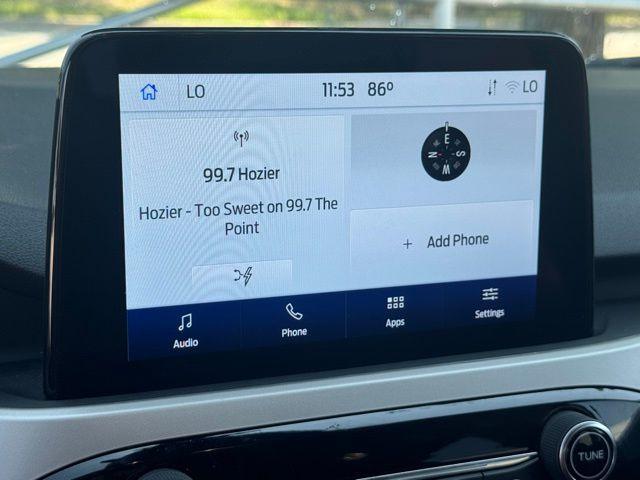 LO 11:53 86° LO
99.7 Hozier
Hozier - Too Sweet on 99.7 The
Point
E
N S
W
+ Add Phone
Audio
Phone
Apps
Settings
TUNE